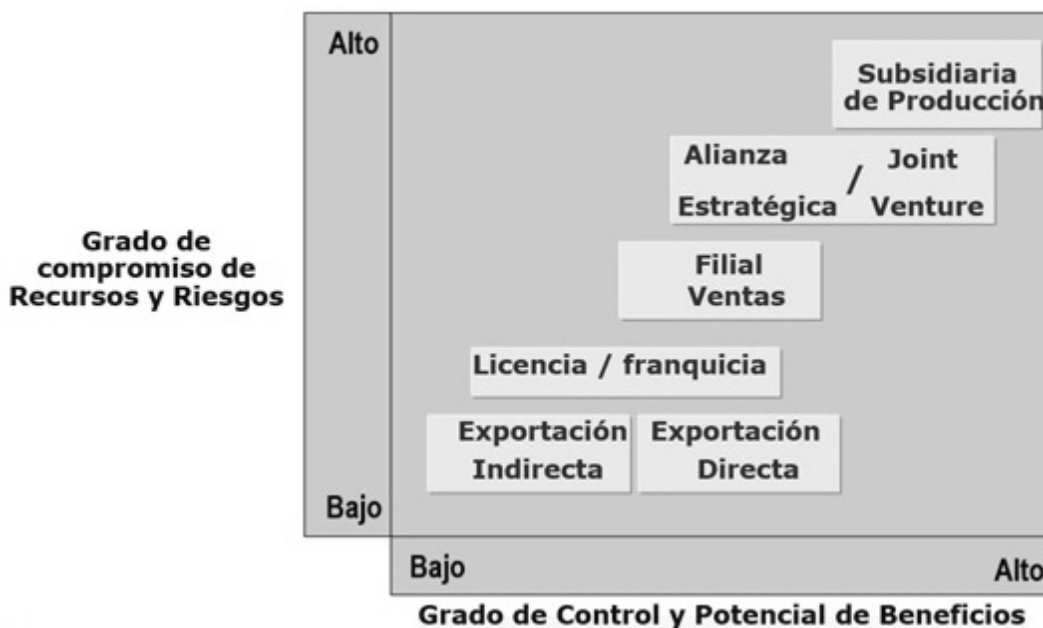 Alto
Subsidiaria
de Producción
Alianza / Joint
Estratégica Venture
Grado de
compromiso de
Recursos y Riesgos
Filial
Ventas
Licencia / franquicia
Exportación Exportación
Indirecta Directa
Bajo
Bajo Alto
Grado de Control y Potencial de Beneficios